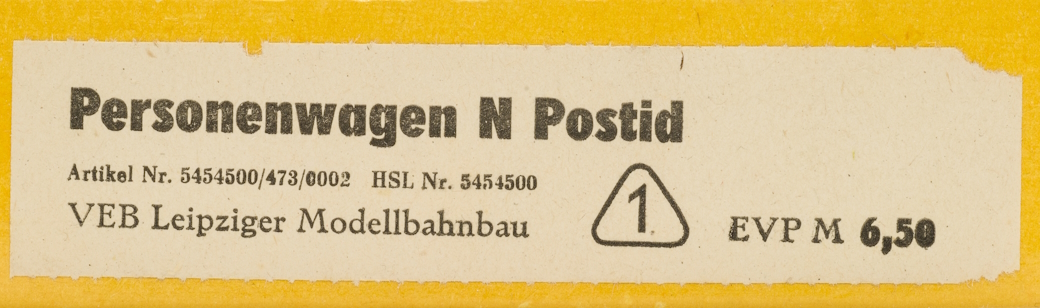 Personenwagen N Postid
Artikel Nr. 5454500/473/0002 HSL Nr. 5454500
VEB Leipziger Modellbahnbau
1
EVP M 6,50